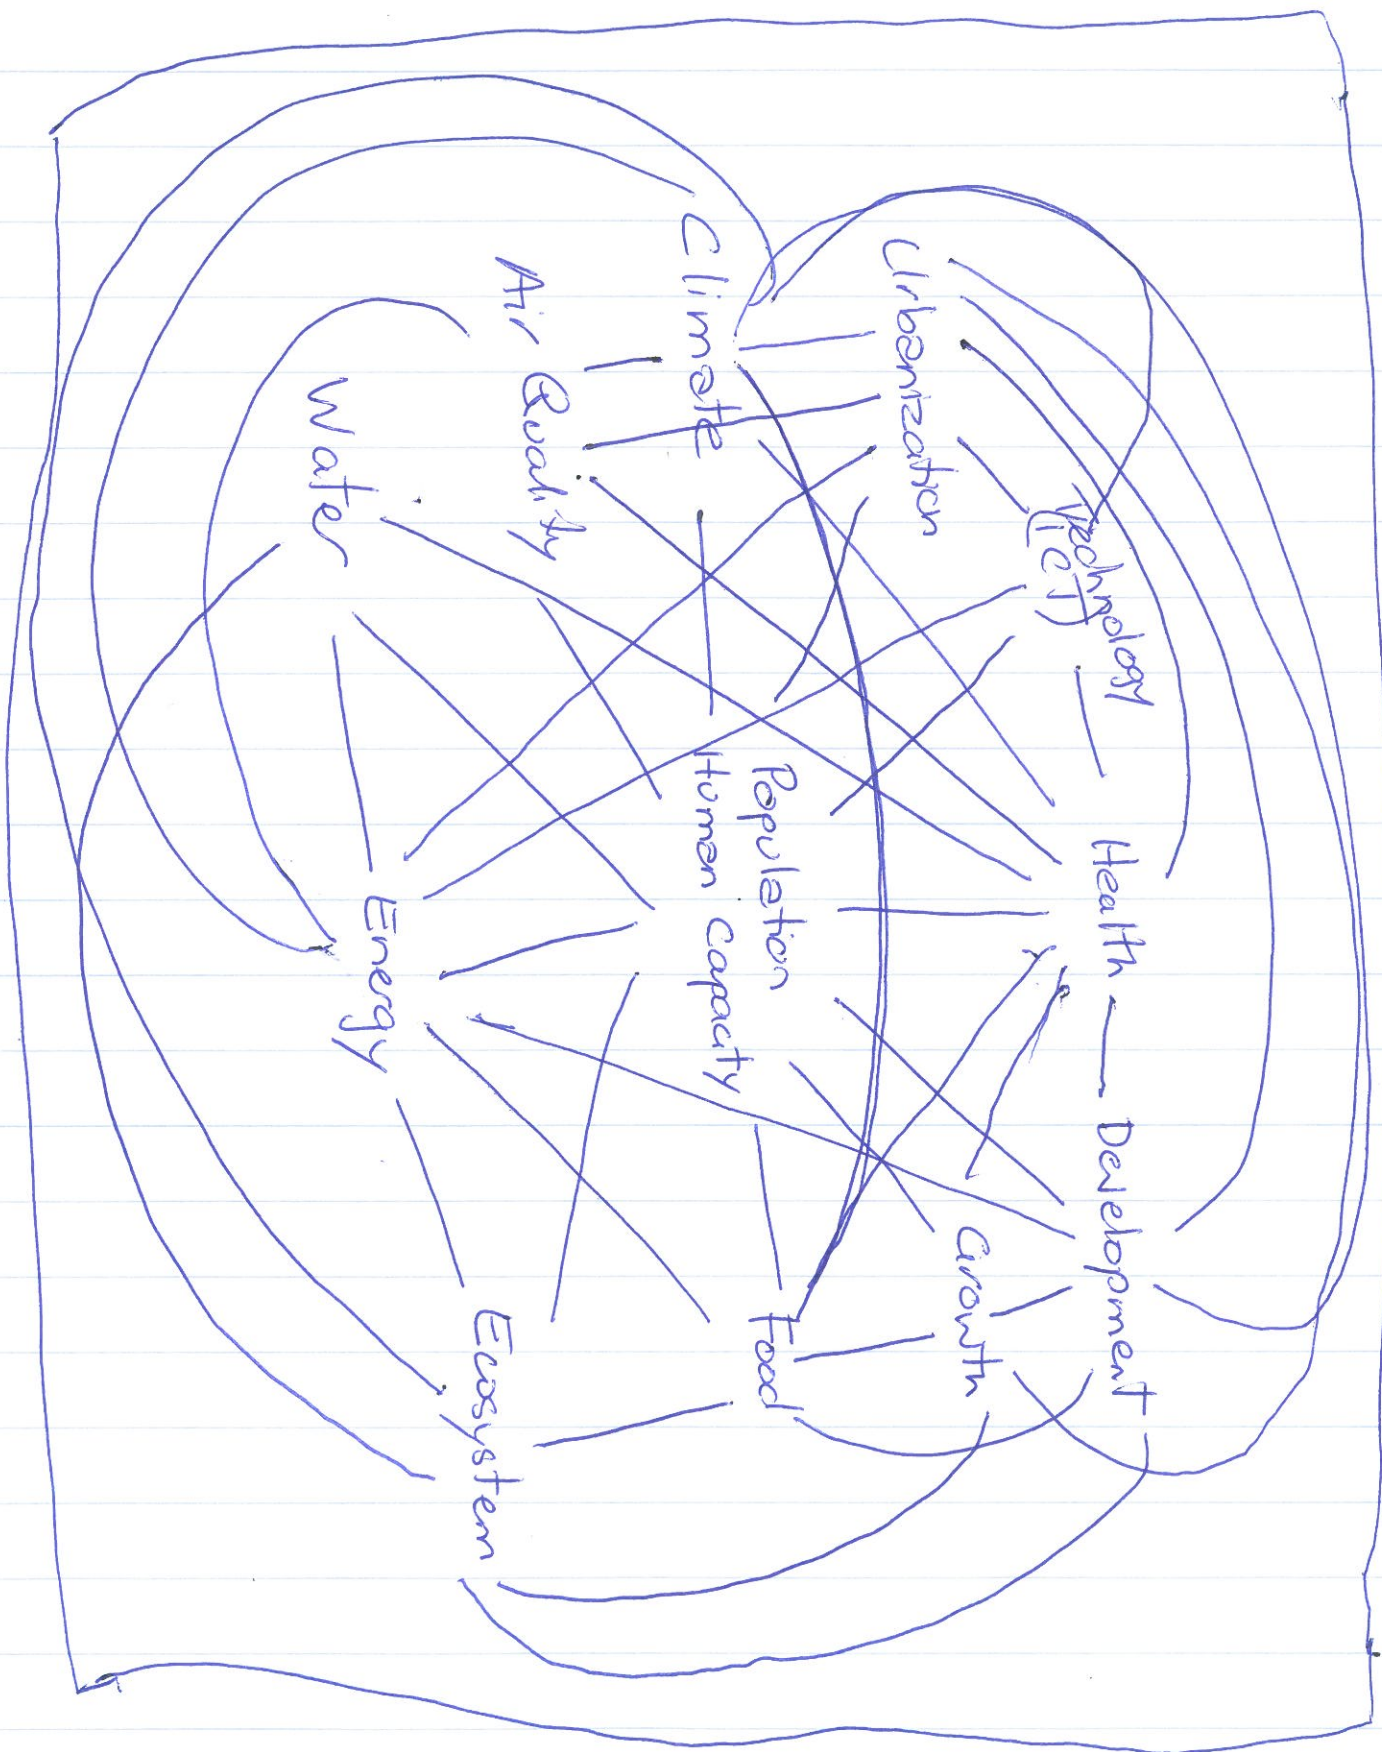 Technology
(ICT)
Health
Development
Urbanization
Growth
Climate
Population
Human Capacity
Food
Air Quality
Ecosystem
Water
Energy